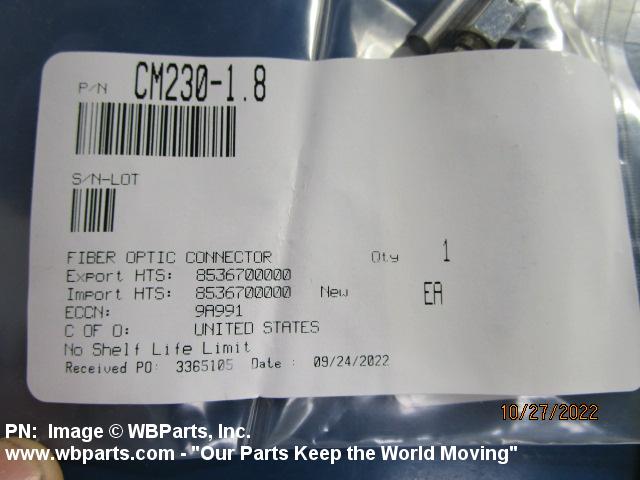 P/N CM230-1.8
S/N-LOT
FIBER OPTIC CONNECTOR Qty 1
Export HTS: 8536700000
Import HTS: 8536700000 New EA
ECCN: 9A991
C OF O: UNITED STATES
No Shelf Life Limit
Received PO: 3365105 Date : 09/24/2022
10/27/2022
PN: Image © WBParts, Inc.
www.wbparts.com - "Our Parts Keep the World Moving"